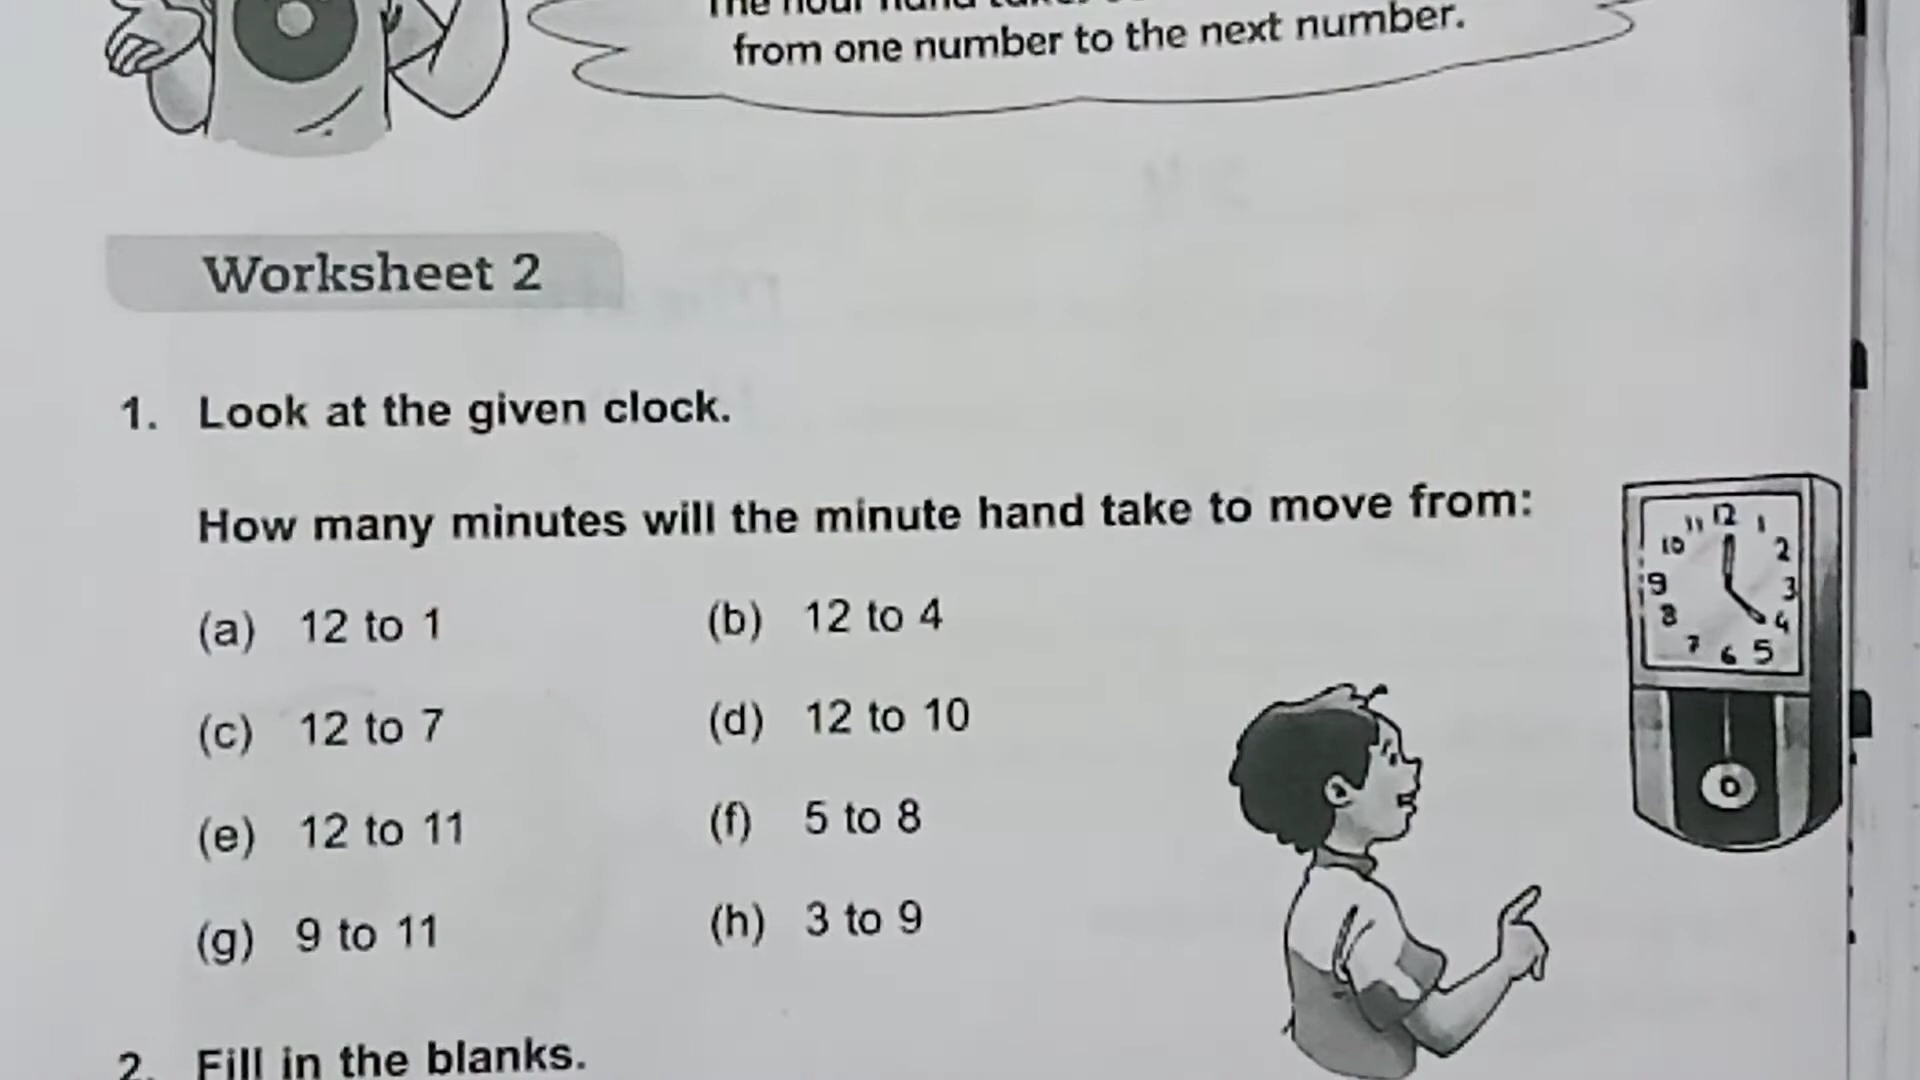 The hour hand
from one number to the next number.
Worksheet 2
1. Look at the given clock.
How many minutes will the minute hand take to move from:
(a) 12 to 1 (b) 12 to 4
(c) 12 to 7 (d) 12 to 10
(e) 12 to 11 (f) 5 to 8
(g) 9 to 11 (h) 3 to 9
11 12 1
10 2
9 3
8 4
7 6 5
2. Fill in the blanks.